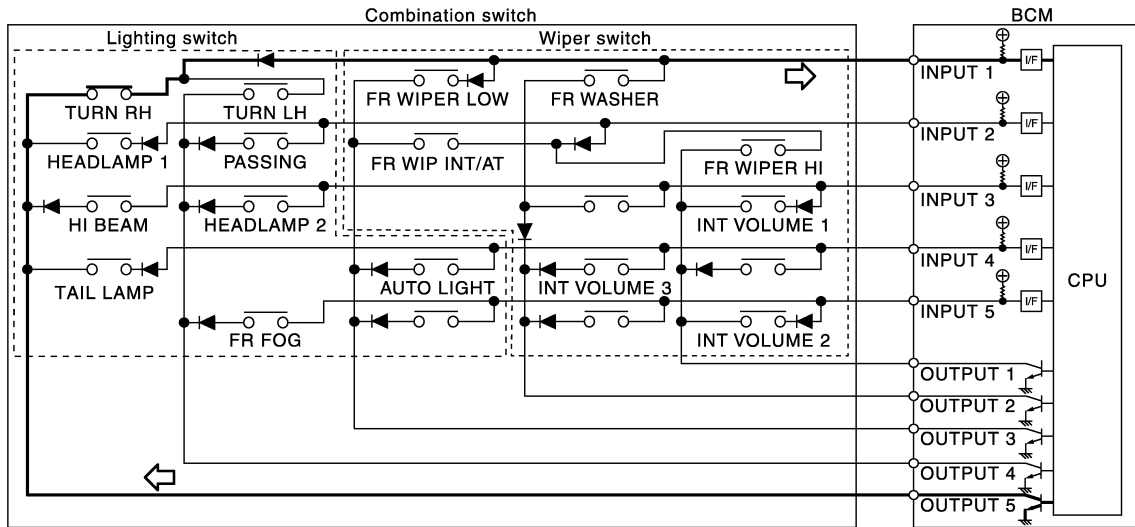 Combination switch
BCM
Lighting switch
Wiper switch
INPUT 1
I/F
TURN RH
TURN LH
FR WIPER LOW
FR WASHER
INPUT 2
I/F
HEADLAMP 1
PASSING
FR WIP INT/AT
FR WIPER HI
INPUT 3
I/F
HI BEAM
HEADLAMP 2
INT VOLUME 1
INPUT 4
I/F
CPU
TAIL LAMP
AUTO LIGHT
INT VOLUME 3
INPUT 5
I/F
FR FOG
INT VOLUME 2
OUTPUT 1
OUTPUT 2
OUTPUT 3
OUTPUT 4
OUTPUT 5